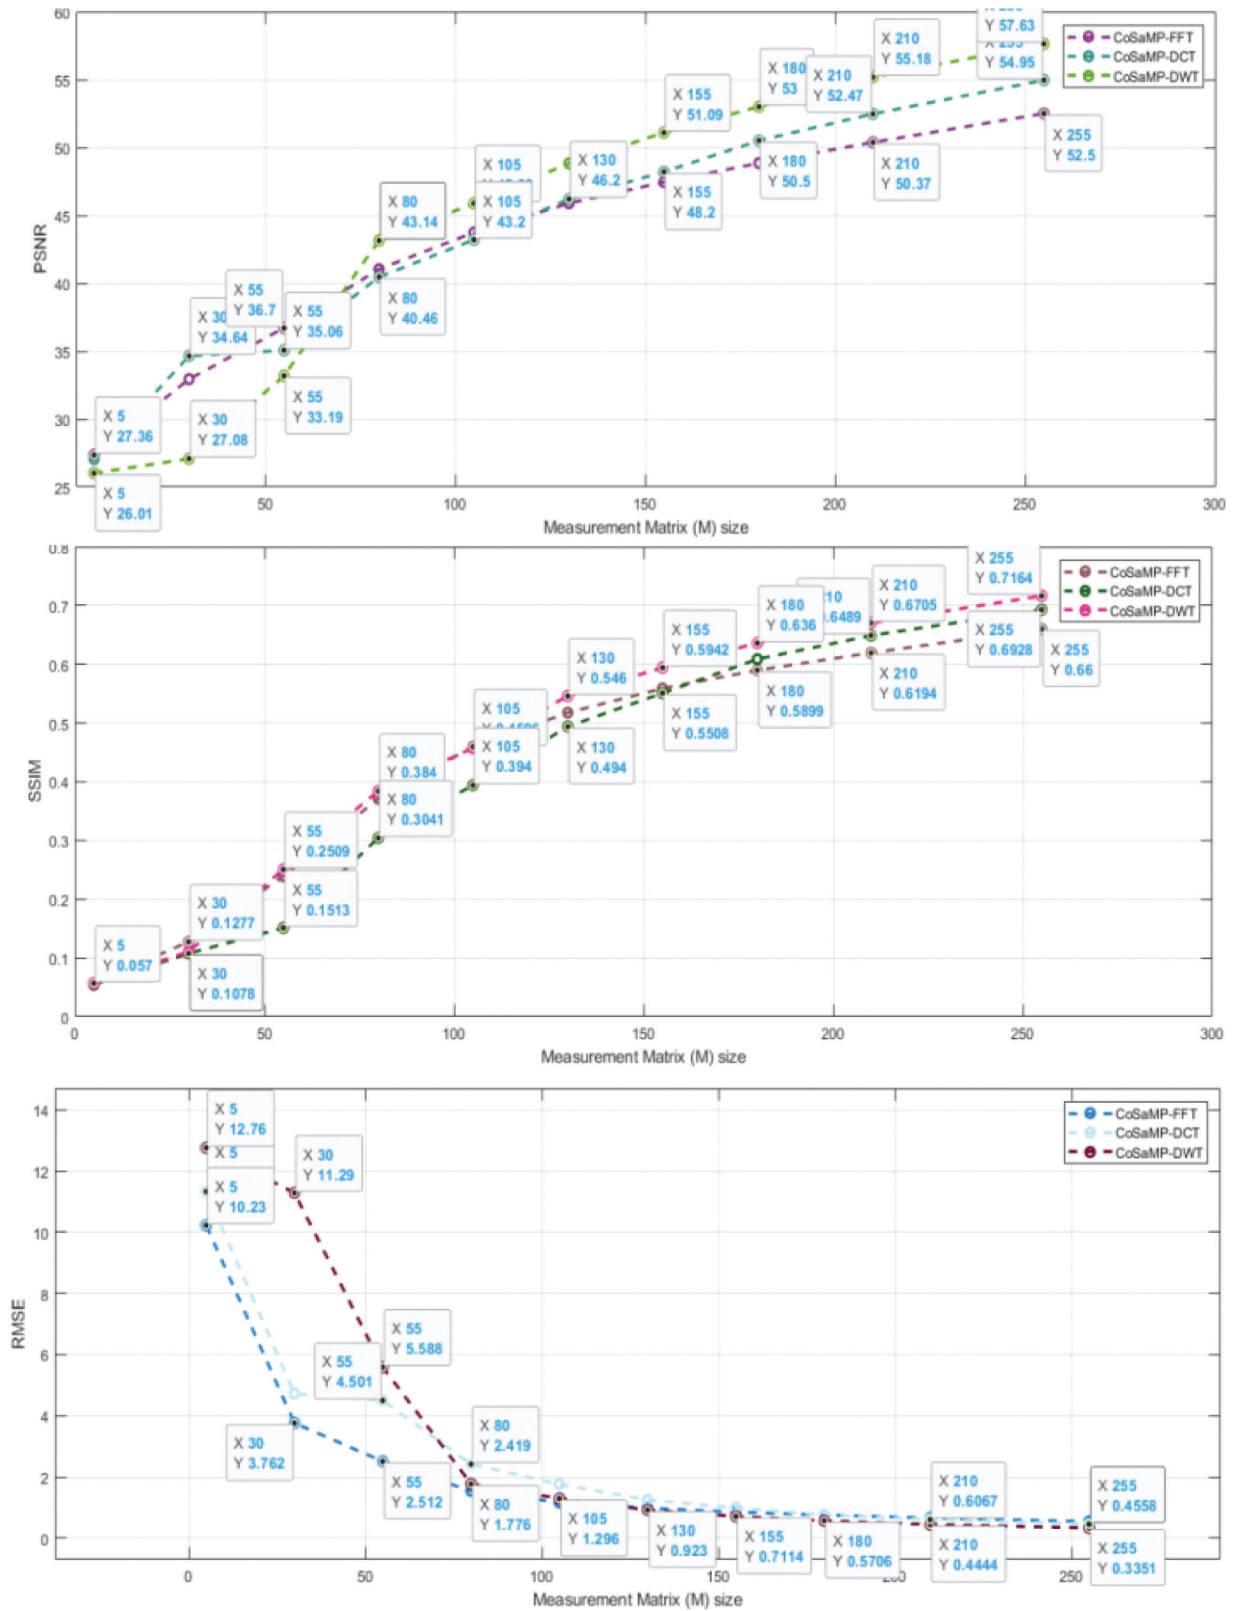 60
55
50
45
40
35
30
25
PSNR
50
100
150
200
250
300
Measurement Matrix (M) size
CoSaMP-FFT
CoSaMP-DCT
CoSaMP-DWT
X 5
Y 27.36
X 5
Y 26.01
X 30
Y 34.64
X 30
Y 27.08
X 55
Y 36.7
X 55
Y 35.06
X 55
Y 33.19
X 80
Y 43.14
X 80
Y 40.46
X 105
X 105
Y 43.2
X 130
Y 46.2
X 155
Y 51.09
X 155
Y 48.2
X 180
Y 53
X 180
Y 50.5
X 210
Y 52.47
X 210
Y 55.18
X 210
Y 50.37
Y 57.63
Y 54.95
X 255
Y 52.5
0.8
0.7
0.6
0.5
0.4
0.3
0.2
0.1
0
SSIM
0
50
100
150
200
250
300
Measurement Matrix (M) size
CoSaMP-FFT
CoSaMP-DCT
CoSaMP-DWT
X 5
Y 0.057
X 30
Y 0.1277
X 30
Y 0.1078
X 55
Y 0.2509
X 55
Y 0.1513
X 80
Y 0.384
X 80
Y 0.3041
X 105
X 105
Y 0.394
X 130
Y 0.546
X 130
Y 0.494
X 155
Y 0.5942
X 155
Y 0.5508
X 180
Y 0.636
X 180
Y 0.5899
X 210
Y 0.6705
X 210
Y 0.6194
X 255
Y 0.7164
X 255
Y 0.6928
X 255
Y 0.66
14
12
10
8
6
4
2
0
RMSE
0
50
100
150
200
250
Measurement Matrix (M) size
CoSaMP-FFT
CoSaMP-DCT
CoSaMP-DWT
X 5
Y 12.76
X 5
X 5
Y 10.23
X 30
Y 11.29
X 30
Y 3.762
X 55
Y 5.588
X 55
Y 4.501
X 55
Y 2.512
X 80
Y 2.419
X 80
Y 1.776
X 105
Y 1.296
X 130
Y 0.923
X 155
Y 0.7114
X 180
Y 0.5706
X 210
Y 0.6067
X 210
Y 0.4444
X 255
Y 0.4558
X 255
Y 0.3351